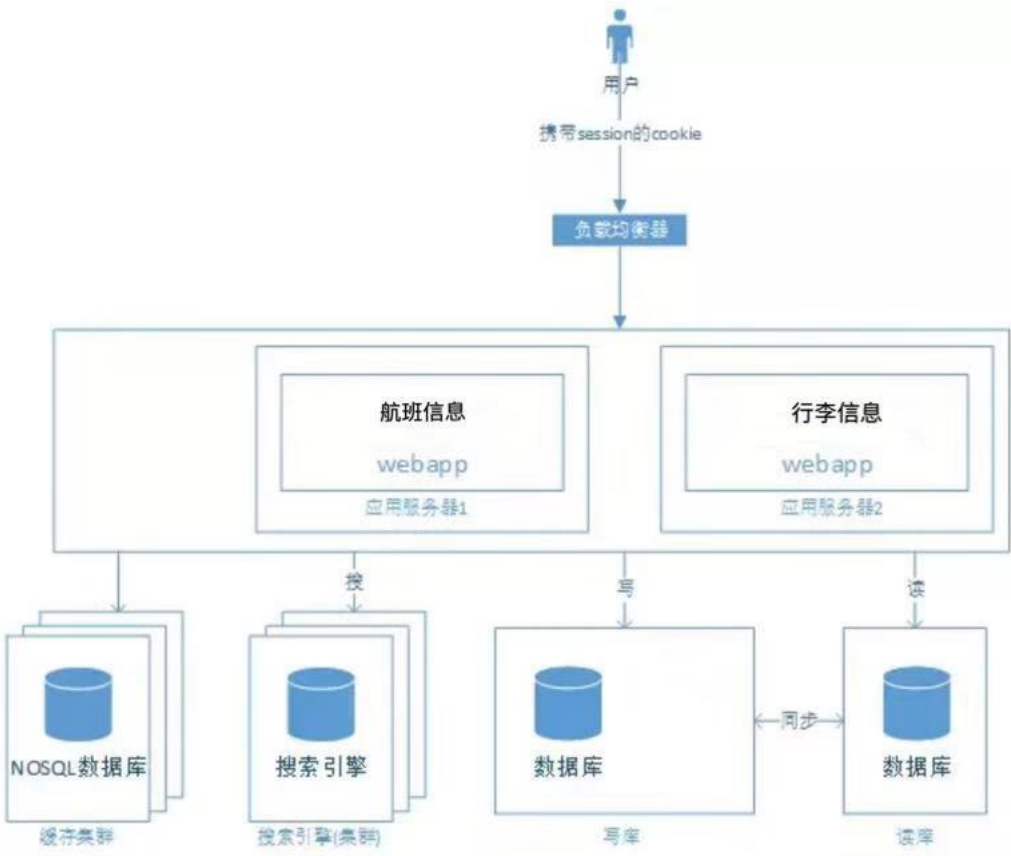 用户
携带session的cookie
负载均衡器
航班信息
webapp
应用服务器1
行李信息
webapp
应用服务器2
搜
写
读
NOSQL数据库
缓存集群
搜索引擎
搜索引擎(集群)
数据库
写库
同步
数据库
读库